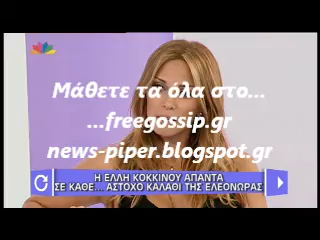 Μάθετε τα όλα στο...
...freegossip.gr
news-piper.blogspot.gr
Η ΕΛΛΗ ΚΟΚΚΙΝΟΥ ΑΠΑΝΤΑ
ΣΕ ΚΑΘΕ... ΑΣΤΟΧΟ ΚΑΛΑΘΙ ΤΗΣ ΕΛΕΟΝΩΡΑΣ